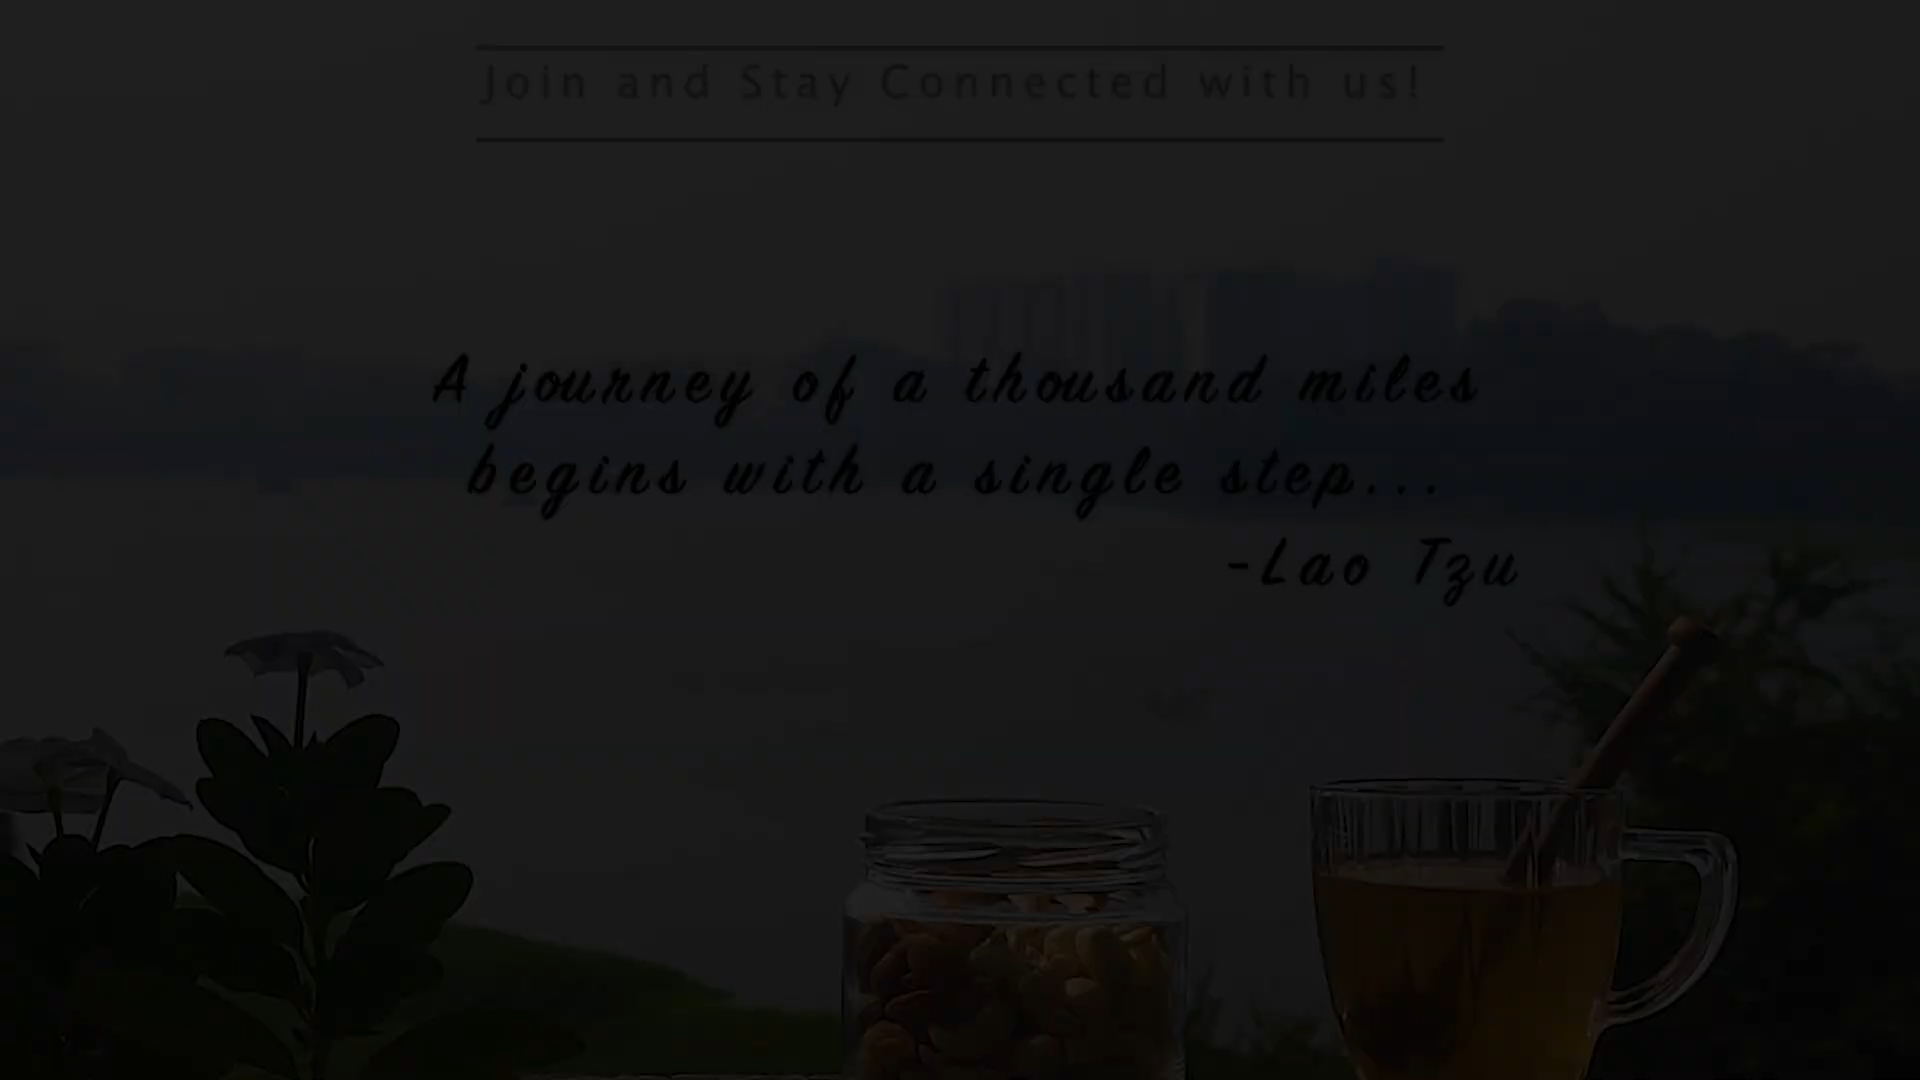 Join and Stay Connected with us!
A journey of a thousand miles
begins with a single step...
-Lao Tzu